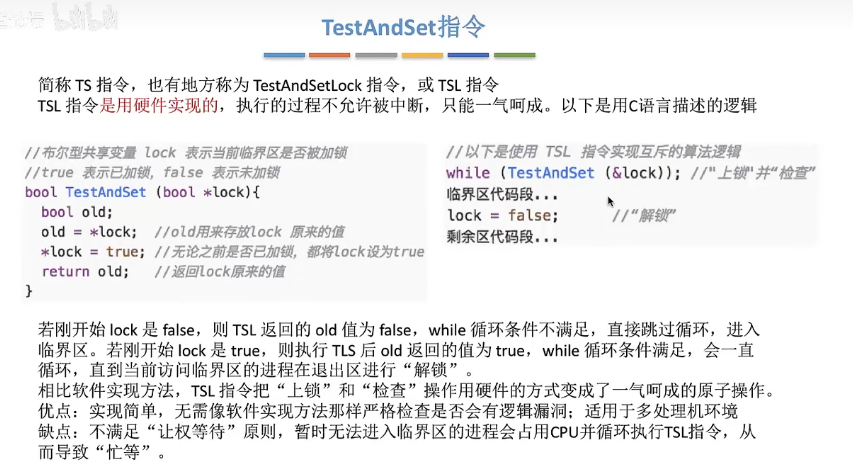 TestAndSet指令
简称 TS 指令，也有地方称为 TestAndSetLock 指令，或 TSL 指令
TSL 指令是用硬件实现的，执行的过程不允许被中断，只能一气呵成。以下是用C语言描述的逻辑
//布尔型共享变量 lock 表示当前临界区是否被加锁
//true 表示已加锁，false 表示未加锁
bool TestAndSet (bool *lock){
bool old;
old = *lock; //old用来存放lock 原来的值
*lock = true; //无论之前是否已加锁，都将lock设为true
return old; //返回lock原来的值
}
//以下是使用 TSL 指令实现互斥的算法逻辑
while (TestAndSet (&lock)); //"上锁"并“检查”
临界区代码段...
lock = false; //“解锁”
剩余区代码段...
若刚开始 lock 是 false，则 TSL 返回的 old 值为 false，while 循环条件不满足，直接跳过循环，进入
临界区。若刚开始 lock 是 true，则执行 TLS 后 old 返回的值为 true，while 循环条件满足，会一直
循环，直到当前访问临界区的进程在退出区进行“解锁”。
相比软件实现方法，TSL 指令把“上锁”和“检查”操作用硬件的方式变成了一气呵成的原子操作。
优点：实现简单，无需像软件实现方法那样严格检查是否会有逻辑漏洞；适用于多处理机环境
缺点：不满足“让权等待”原则，暂时无法进入临界区的进程会占用CPU并循环执行TSL指令，从
而导致“忙等”。